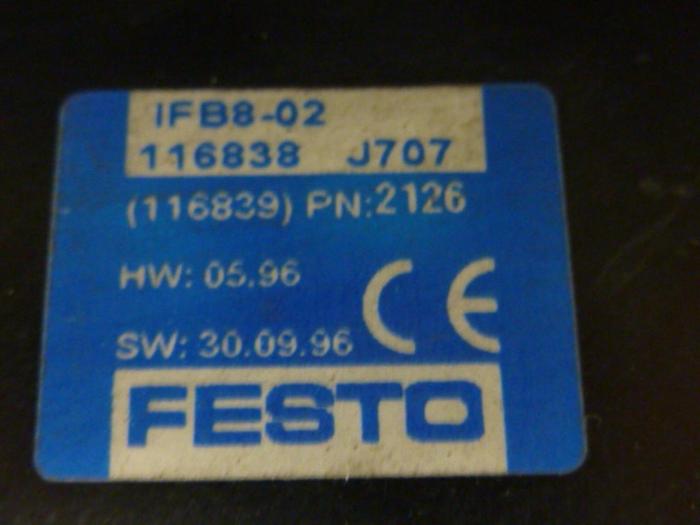 IFB8-02
116838 J707
(116839) PN:2126
HW: 05.96
SW: 30.09.96
CE
FESTO